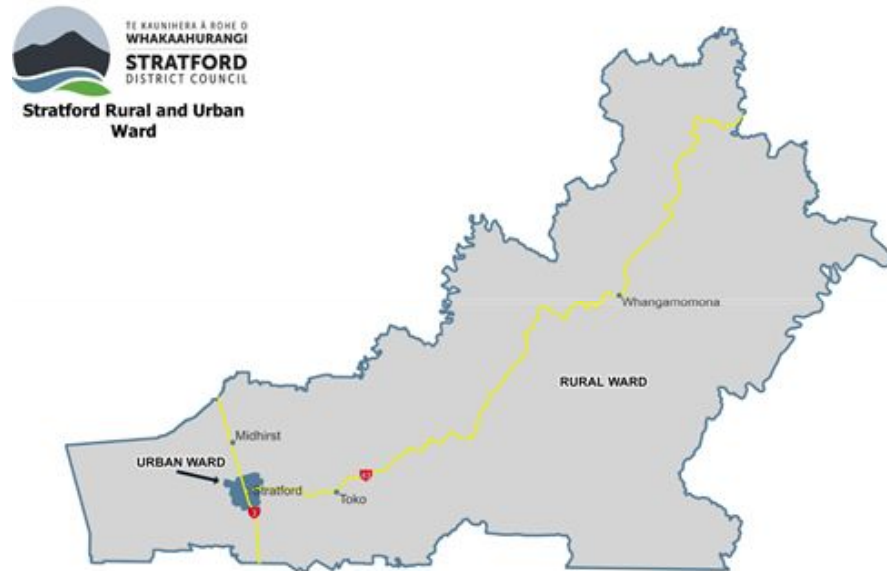 TE KAUNIHERA Ā ROHE O
WHAKAAHURANGI
STRATFORD
DISTRICT COUNCIL
Stratford Rural and Urban
Ward
Whangamomona
RURAL WARD
Midhirst
URBAN WARD
Stratford
Toko
43
3